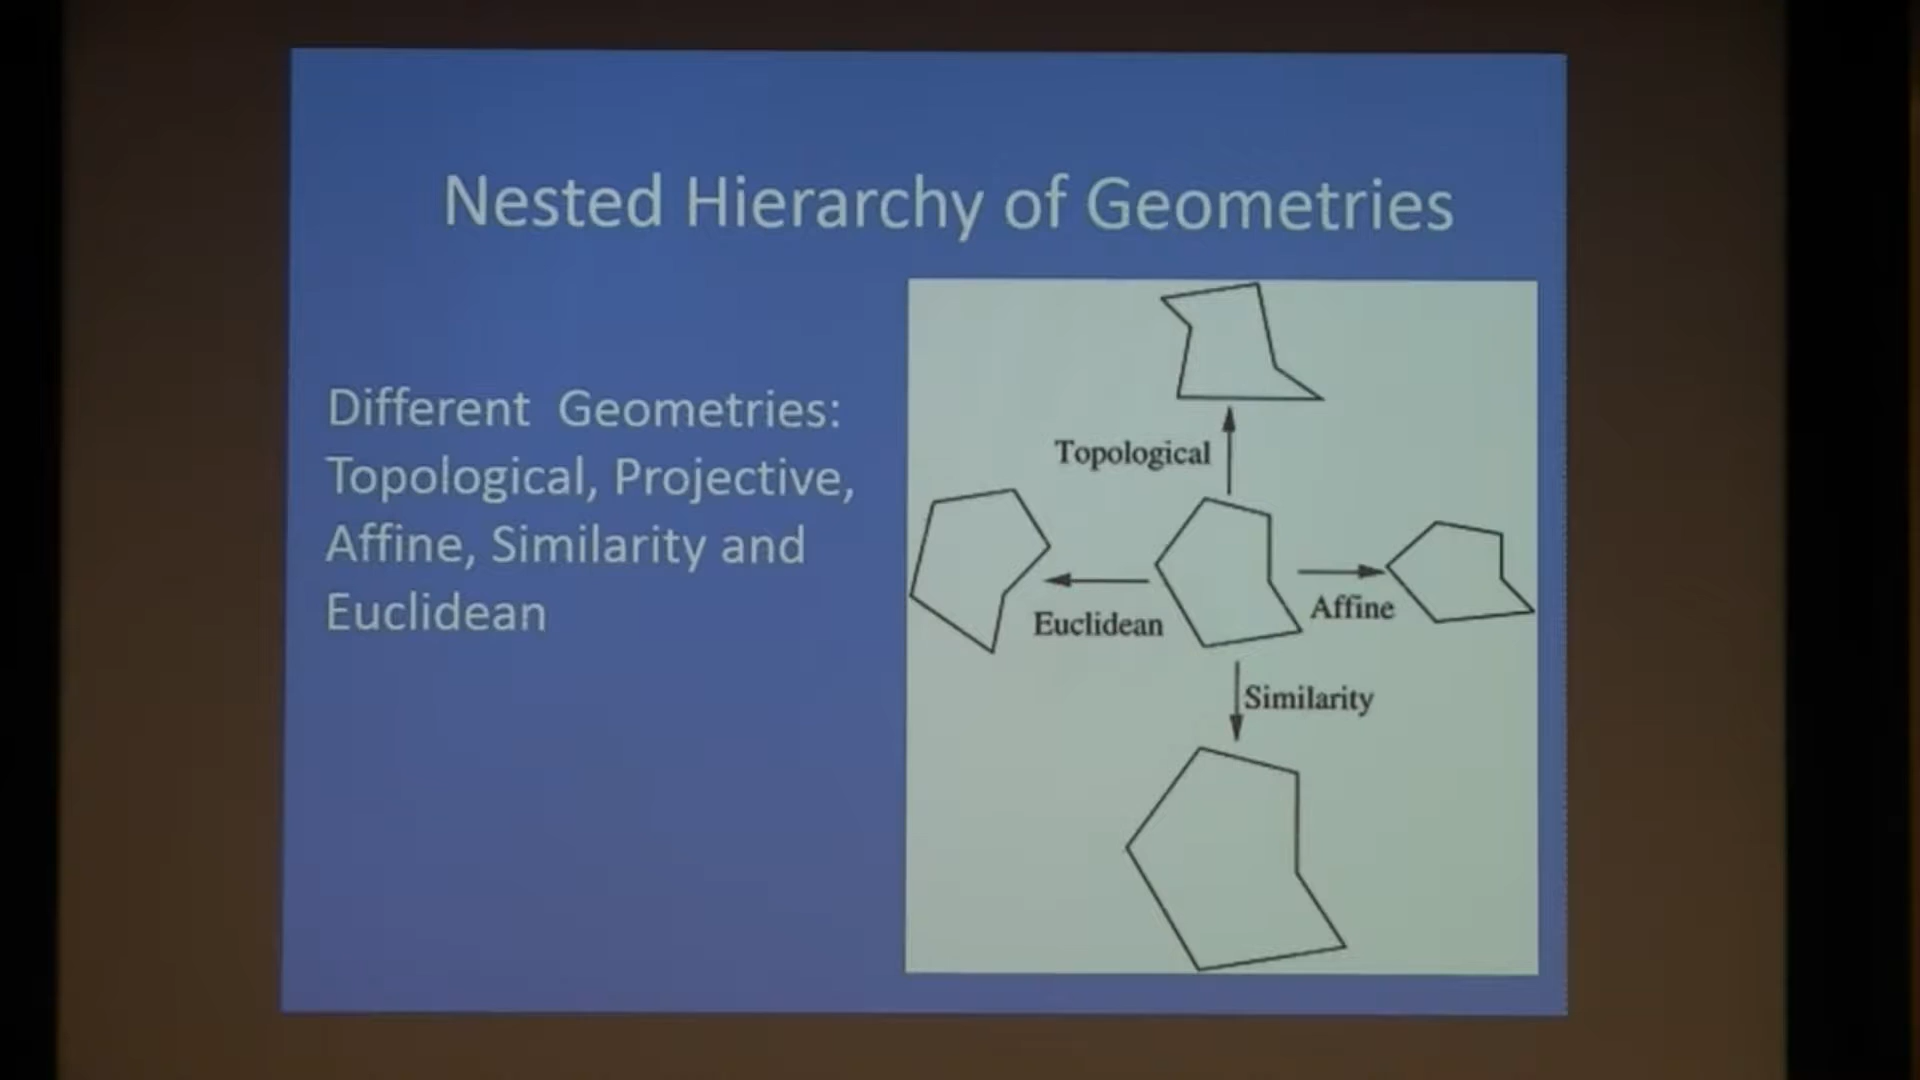 Nested Hierarchy of Geometries
Different Geometries:
Topological, Projective,
Affine, Similarity and
Euclidean
Topological
Euclidean
Affine
Similarity